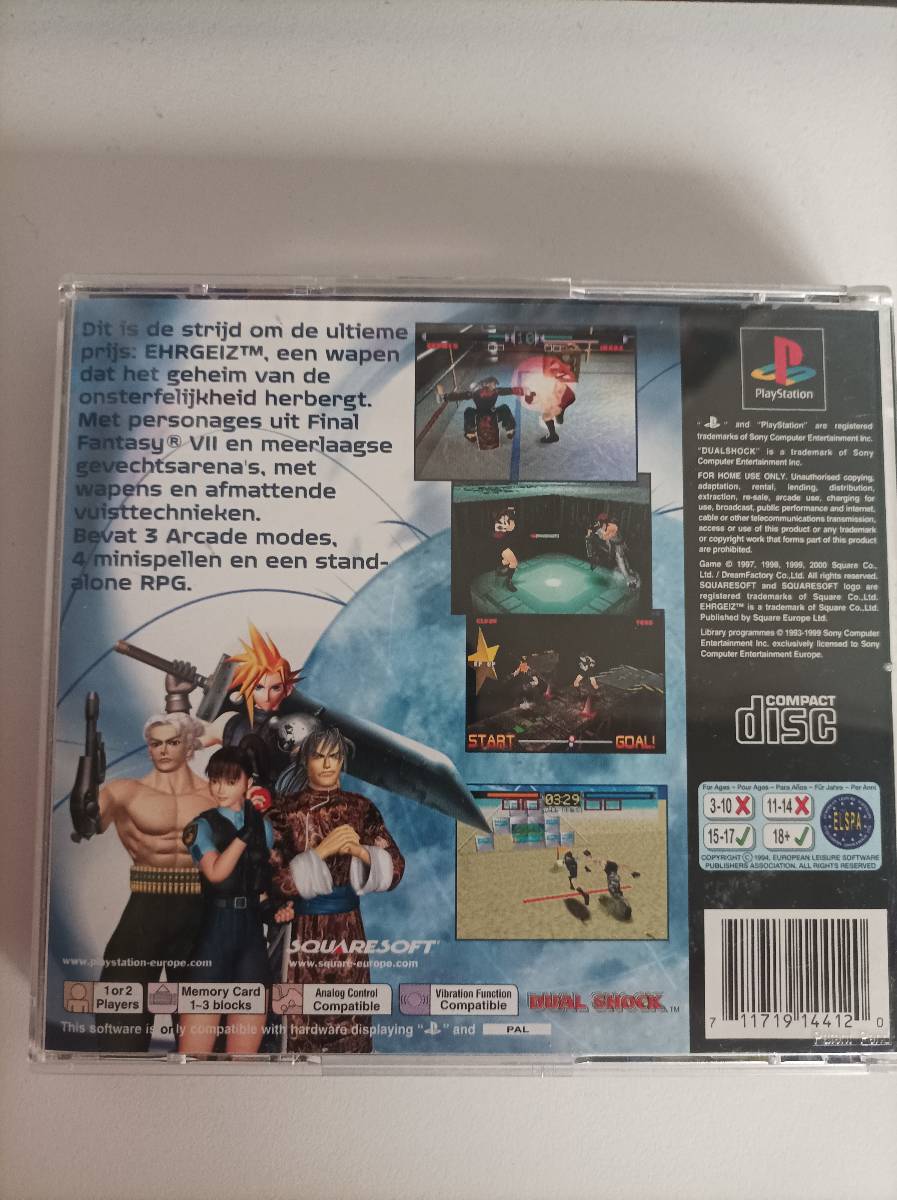 Dit is de strijd om de ultieme
prijs: EHRGEIZ™, een wapen
dat het geheim van de
onsterfelijkheid herbergt.
Met personages uit Final
Fantasy® VII en meerlaagse
gevechtsarena's, met
wapens en afmattende
vuisttechnieken.
Bevat 3 Arcade modes,
4 minispellen en een stand-
alone RPG.
10
START
GOAL!
03:29
SQUARESOFT
www.playstation-europe.com
www.square-europe.com
1 or 2
Players
Memory Card
1~3 blocks
Analog Control
Compatible
Vibration Function
Compatible
DUAL SHOCK™
This software is only compatible with hardware displaying " " and PAL
PlayStation
" " and "PlayStation" are registered
trademarks of Sony Computer Entertainment Inc.
"DUALSHOCK" is a trademark of Sony
Computer Entertainment Inc.
FOR HOME USE ONLY. Unauthorised copying,
adaptation, rental, lending, distribution,
extraction, re-sale, arcade use, charging for
use, broadcast, public performance and internet,
cable or other telecommunications transmission,
access or use of this product or any trademark
or copyright work that forms part of this product
are prohibited.
Game © 1997, 1998, 1999, 2000 Square Co.,
Ltd. / DreamFactory Co.,Ltd. All rights reserved.
SQUARESOFT and SQUARESOFT logo are
registered trademarks of Square Co.,Ltd.
EHRGEIZ™ is a trademark of Square Co.,Ltd.
Published by Square Europe Ltd.
Library programmes © 1993-1999 Sony Computer
Entertainment Inc. exclusively licensed to Sony
Computer Entertainment Europe.
COMPACT
disc
For Ages – Pour Ages – Para Años – Für Jahre – Per Anni
3-10 11-14
15-17 18+
ELSPA
COPYRIGHT © 1994, EUROPEAN LEISURE SOFTWARE
PUBLISHERS ASSOCIATION. ALL RIGHTS RESERVED
7 11719 14412 0